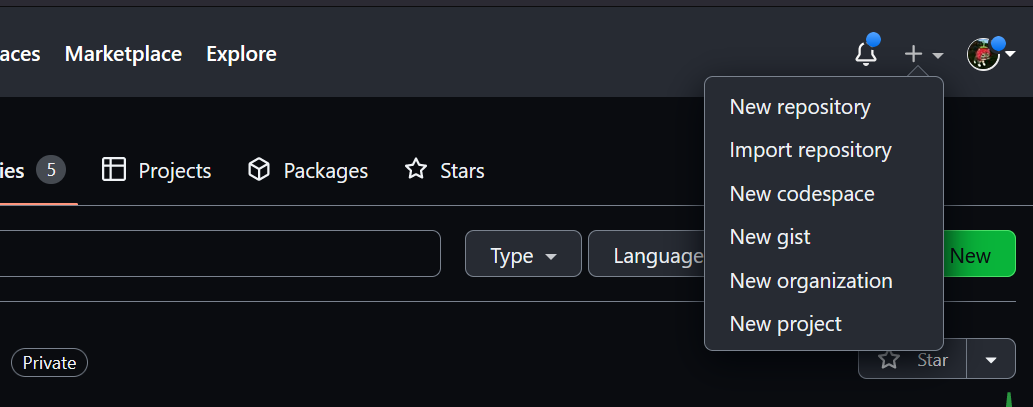 aces Marketplace Explore
ies 5 Projects Packages Stars
Type Language New
Private Star
New repository
Import repository
New codespace
New gist
New organization
New project